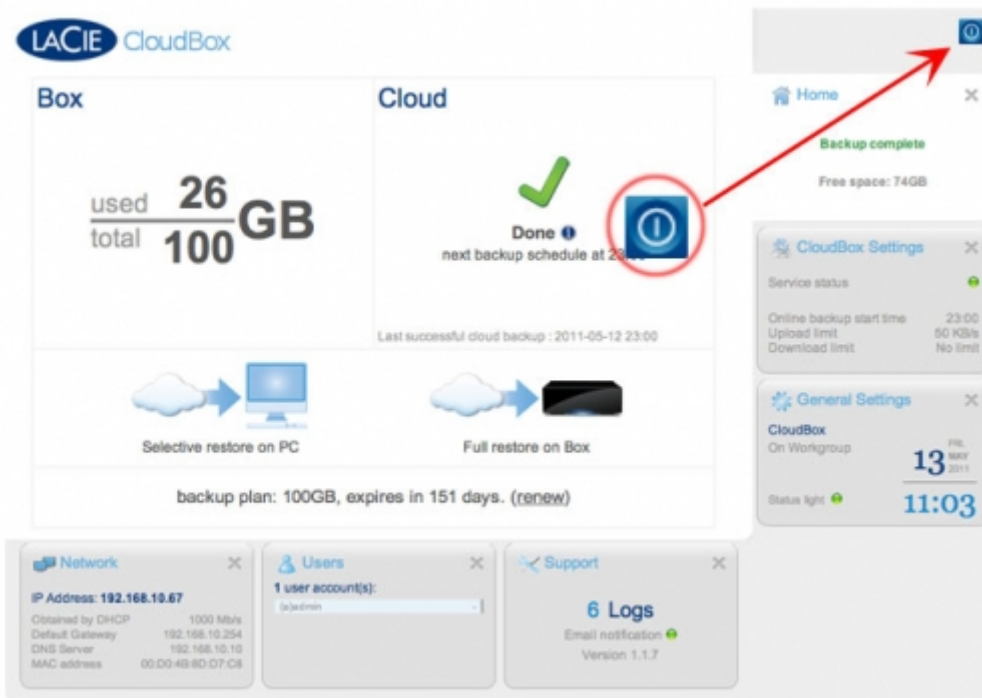 LACIE CloudBox
Box
used 26 GB
total 100
Cloud
Done
next backup schedule at 23:00
Last successful cloud backup : 2011-05-12 23:00
Selective restore on PC
Full restore on Box
backup plan: 100GB, expires in 151 days. (renew)
Home
Backup complete
Free space: 74GB
CloudBox Settings
Service status
Online backup start time 23:00
Upload limit 50 KB/s
Download limit No limit
General Settings
CloudBox
On Workgroup
FRI.
13 MAY
2011
Status light
11:03
Network
IP Address: 192.168.10.67
Obtained by DHCP 1000 Mb/s
Default Gateway 192.168.10.254
DNS Server 192.168.10.10
MAC address 00:D0:4B:8D:D7:C8
Users
1 user account(s):
(a)admin
Support
6 Logs
Email notification
Version 1.1.7